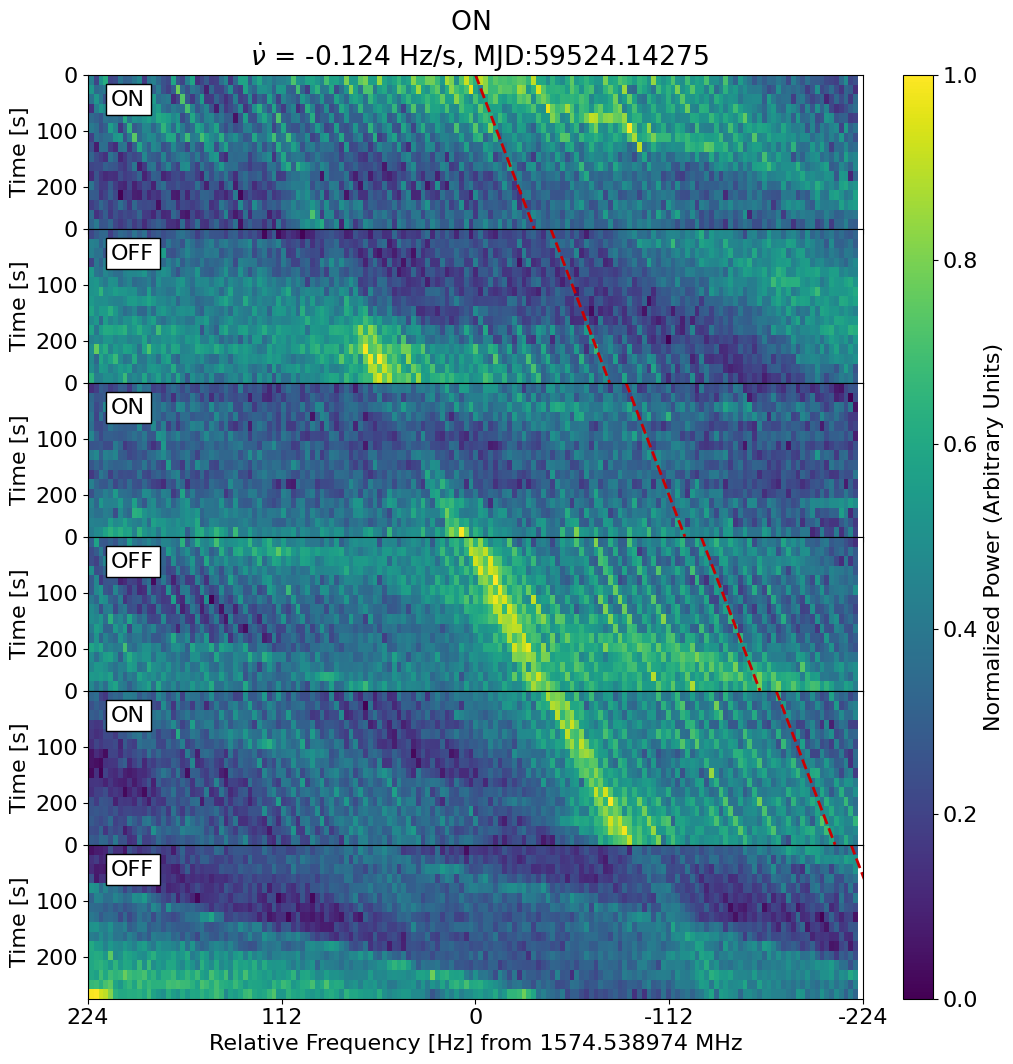 ON
ν̇ = -0.124 Hz/s, MJD:59524.14275
0
100
200
Time [s]
ON
0
100
200
Time [s]
OFF
0
100
200
Time [s]
ON
0
100
200
Time [s]
OFF
0
100
200
Time [s]
ON
0
100
200
Time [s]
OFF
224 112 0 -112 -224
Relative Frequency [Hz] from 1574.538974 MHz
1.0
0.8
0.6
0.4
0.2
0.0
Normalized Power (Arbitrary Units)